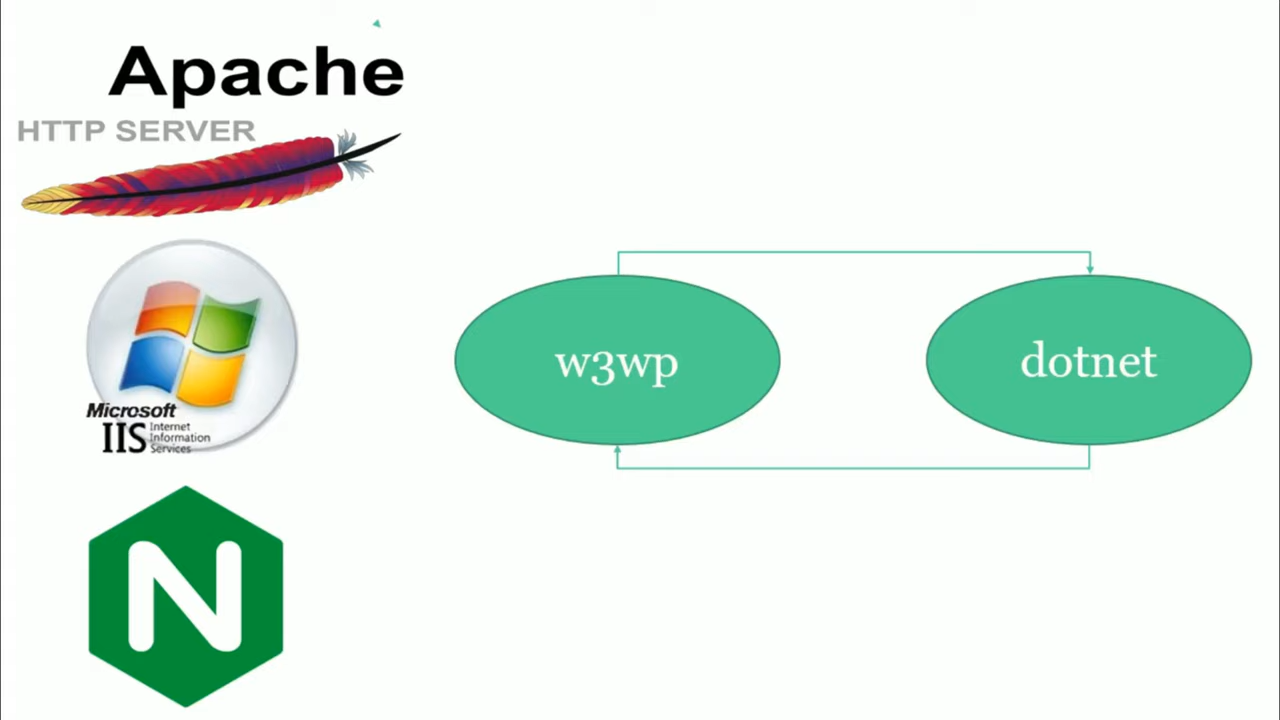 Apache
HTTP SERVER
Microsoft
IIS Internet
Information
Services
N
w3wp
dotnet